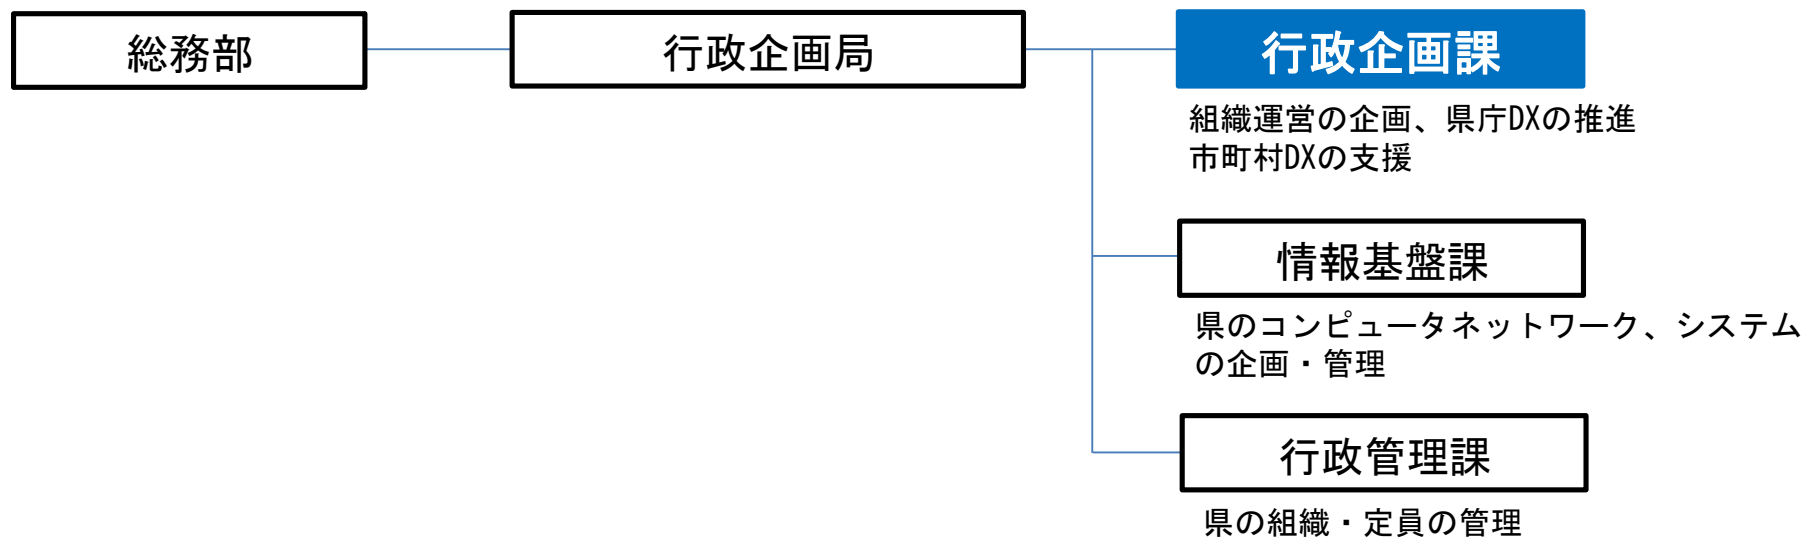 総務部
行政企画局
行政企画課
組織運営の企画、県庁DXの推進
市町村DXの支援
情報基盤課
県のコンピュータネットワーク、システム
の企画・管理
行政管理課
県の組織・定員の管理